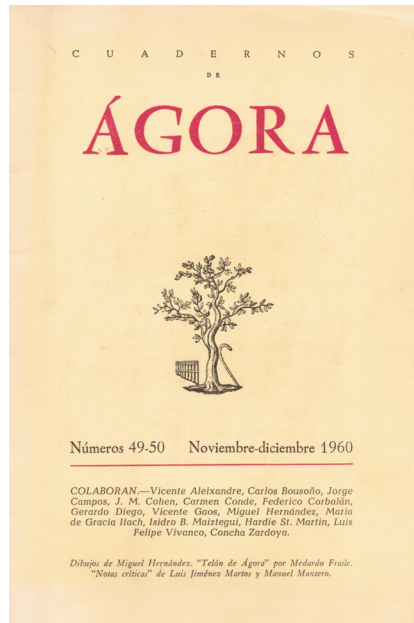 CUADERNOS
DE
ÁGORA
Números 49-50 Noviembre-diciembre 1960
COLABORAN.—Vicente Aleixandre, Carlos Bousoño, Jorge
Campos, J. M. Cohen, Carmen Conde, Federico Corbalán,
Gerardo Diego, Vicente Gaos, Miguel Hernández, María
de Gracia Ifach, Isidro B. Maiztegui, Hardie St. Martin, Luis
Felipe Vivanco, Concha Zardoya.
Dibujos de Miguel Hernández. "Telón de Ágora" por Medardo Fraile.
"Notas críticas" de Luis Jiménez Martos y Manuel Mantero.